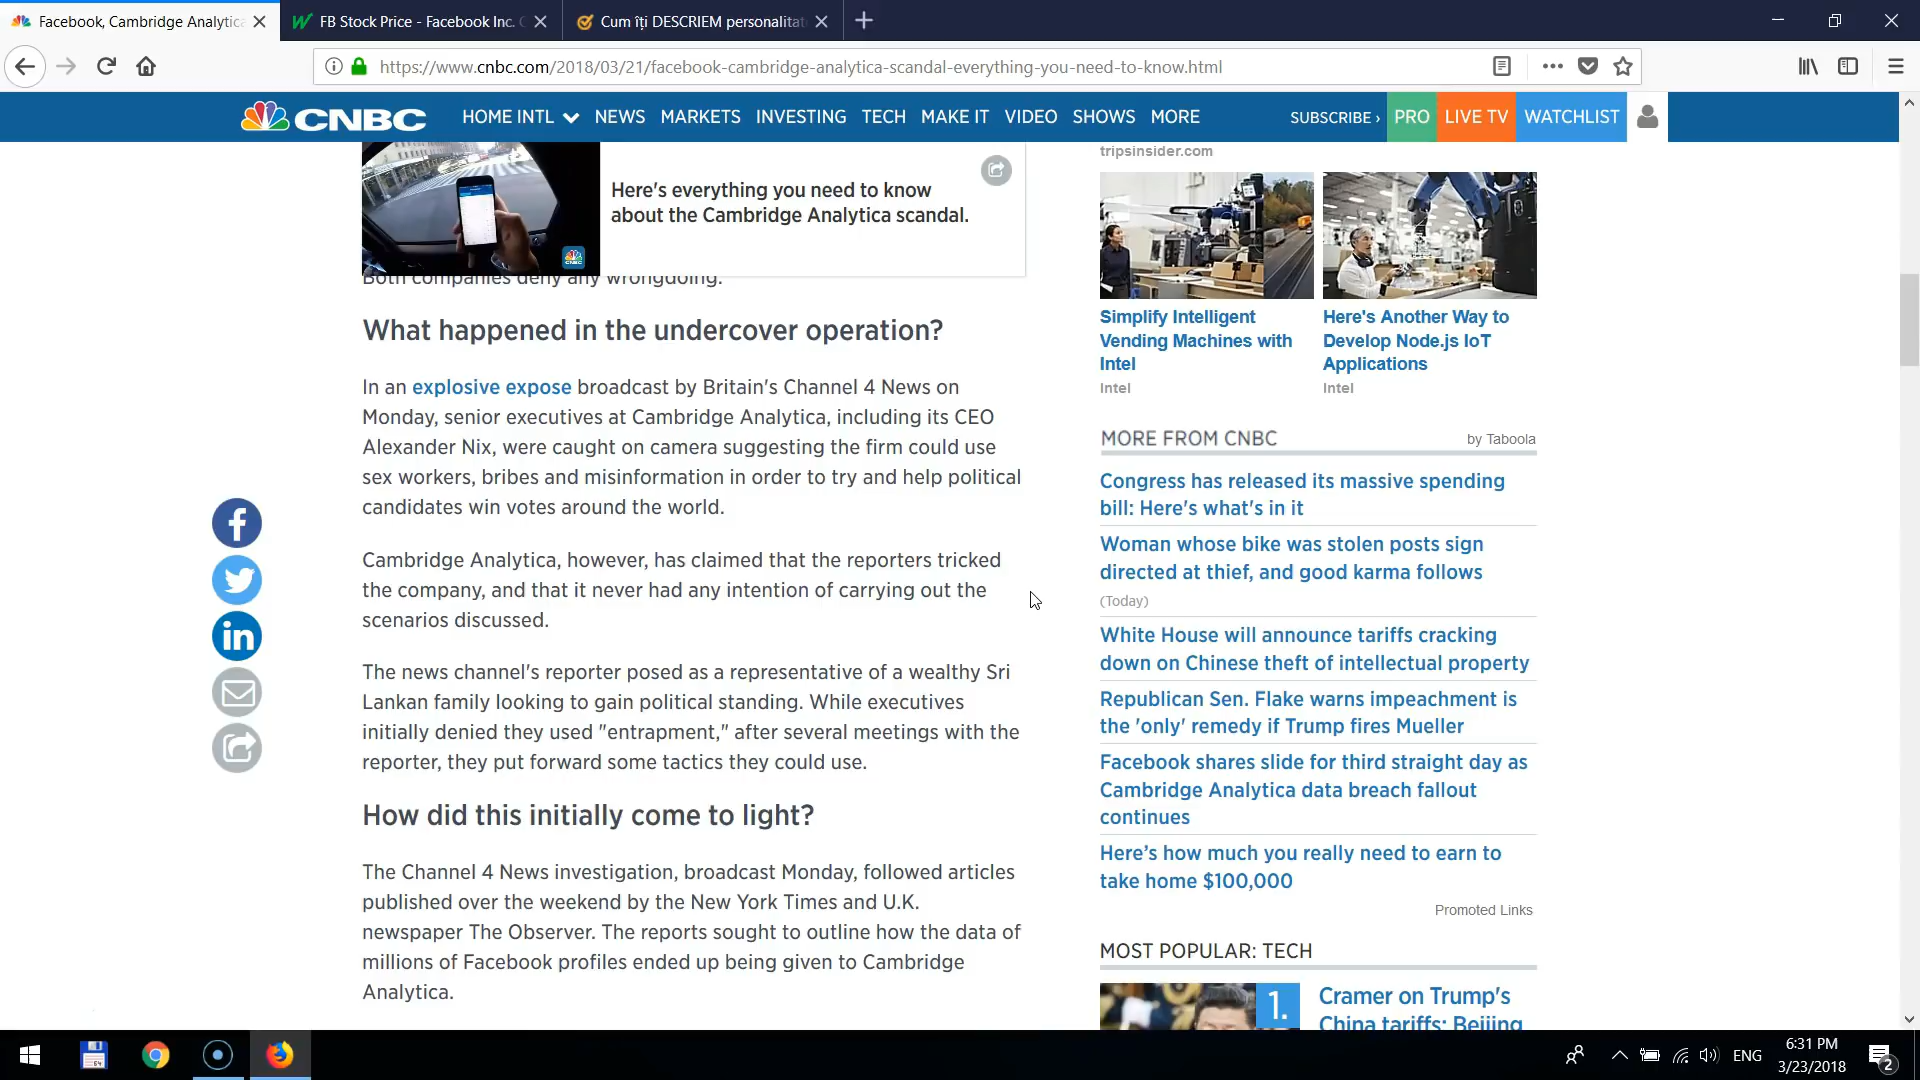 Facebook, Cambridge Analytica
FB Stock Price - Facebook Inc.
Cum îți DESCRIEM personalitat
https://www.cnbc.com/2018/03/21/facebook-cambridge-analytica-scandal-everything-you-need-to-know.html
CNBC
HOME INTL NEWS MARKETS INVESTING TECH MAKE IT VIDEO SHOWS MORE
SUBSCRIBE › PRO LIVE TV WATCHLIST
Here's everything you need to know
about the Cambridge Analytica scandal.
Both companies deny any wrongdoing.
What happened in the undercover operation?
In an explosive expose broadcast by Britain's Channel 4 News on
Monday, senior executives at Cambridge Analytica, including its CEO
Alexander Nix, were caught on camera suggesting the firm could use
sex workers, bribes and misinformation in order to try and help political
candidates win votes around the world.
Cambridge Analytica, however, has claimed that the reporters tricked
the company, and that it never had any intention of carrying out the
scenarios discussed.
The news channel's reporter posed as a representative of a wealthy Sri
Lankan family looking to gain political standing. While executives
initially denied they used "entrapment," after several meetings with the
reporter, they put forward some tactics they could use.
How did this initially come to light?
The Channel 4 News investigation, broadcast Monday, followed articles
published over the weekend by the New York Times and U.K.
newspaper The Observer. The reports sought to outline how the data of
millions of Facebook profiles ended up being given to Cambridge
Analytica.
tripsinsider.com
Simplify Intelligent
Vending Machines with
Intel
Intel
Here's Another Way to
Develop Node.js IoT
Applications
Intel
MORE FROM CNBC
by Taboola
Congress has released its massive spending
bill: Here's what's in it
Woman whose bike was stolen posts sign
directed at thief, and good karma follows
(Today)
White House will announce tariffs cracking
down on Chinese theft of intellectual property
Republican Sen. Flake warns impeachment is
the 'only' remedy if Trump fires Mueller
Facebook shares slide for third straight day as
Cambridge Analytica data breach fallout
continues
Here's how much you really need to earn to
take home $100,000
Promoted Links
MOST POPULAR: TECH
1.
Cramer on Trump's
China tariffs: Beijing
ENG
6:31 PM
3/23/2018
2